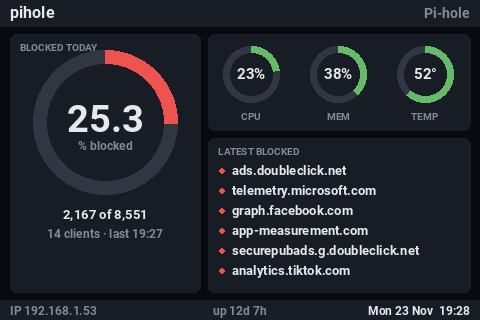 pihole
Pi-hole
BLOCKED TODAY
25.3
% blocked
2,167 of 8,551
14 clients · last 19:27
23%
38%
52°
CPU
MEM
TEMP
LATEST BLOCKED
ads.doubleclick.net
telemetry.microsoft.com
graph.facebook.com
app-measurement.com
securepubads.g.doubleclick.net
analytics.tiktok.com
IP 192.168.1.53
up 12d 7h
Mon 23 Nov 19:28